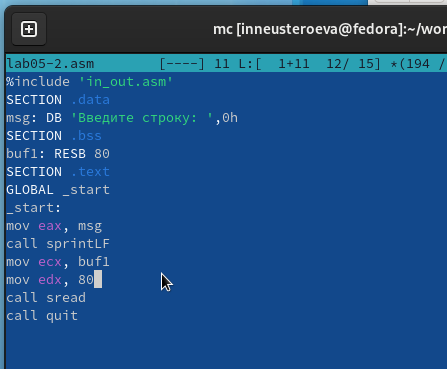 mc [inneusteroeva@fedora]:~/wor
lab05-2.asm [----] 11 L:[ 1+11 12/ 15] *(194 /
%include 'in_out.asm'
SECTION .data
msg: DB 'Введите строку: ',0h
SECTION .bss
buf1: RESB 80
SECTION .text
GLOBAL _start
_start:
mov eax, msg
call sprintLF
mov ecx, buf1
mov edx, 80
call sread
call quit